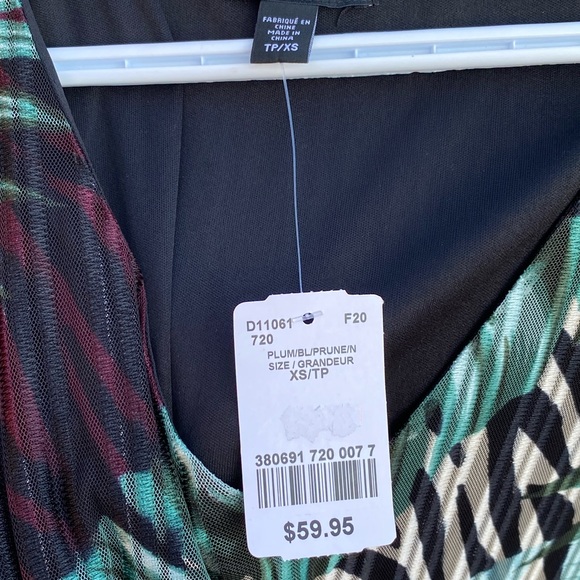 FABRIQUÉ EN
CHINE
MADE IN
CHINA
TP/XS
D11061 F20
720
PLUM/BL/PRUNE/N
SIZE / GRANDEUR
XS/TP
380691 720 007 7
$59.95